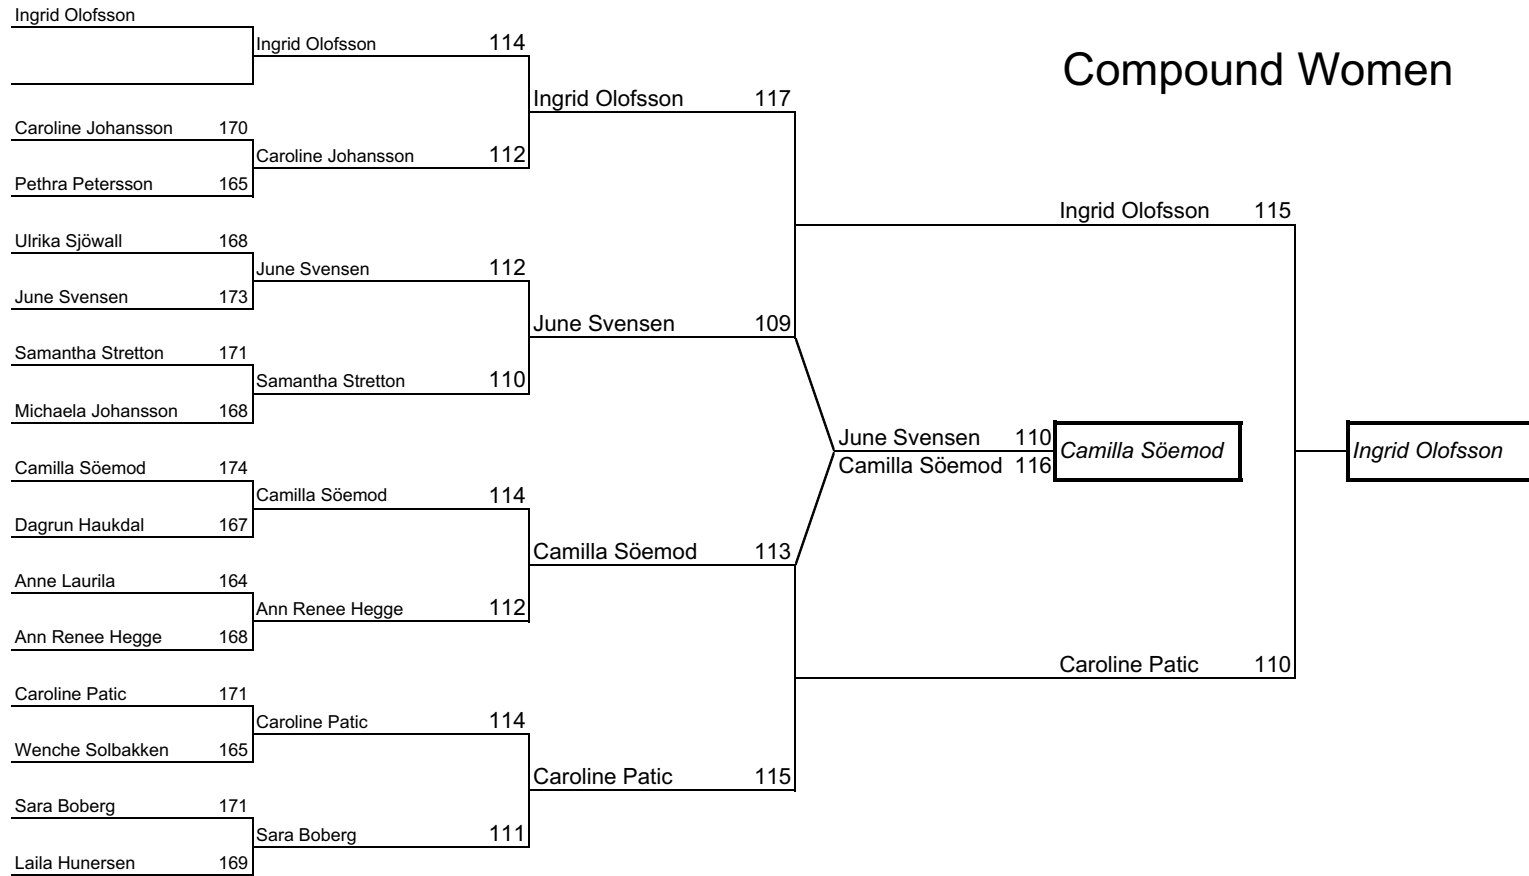 Compound Women
Ingrid Olofsson
Caroline Johansson 170
Pethra Petersson 165
Ulrika Sjöwall 168
June Svensen 173
Samantha Stretton 171
Michaela Johansson 168
Camilla Söemod 174
Dagrun Haukdal 167
Anne Laurila 164
Ann Renee Hegge 168
Caroline Patic 171
Wenche Solbakken 165
Sara Boberg 171
Laila Hunersen 169
Ingrid Olofsson 114
Caroline Johansson 112
June Svensen 112
Samantha Stretton 110
Camilla Söemod 114
Ann Renee Hegge 112
Caroline Patic 114
Sara Boberg 111
Ingrid Olofsson 117
June Svensen 109
Camilla Söemod 113
Caroline Patic 115
June Svensen 110
Camilla Söemod 116
Camilla Söemod
Ingrid Olofsson 115
Caroline Patic 110
Ingrid Olofsson